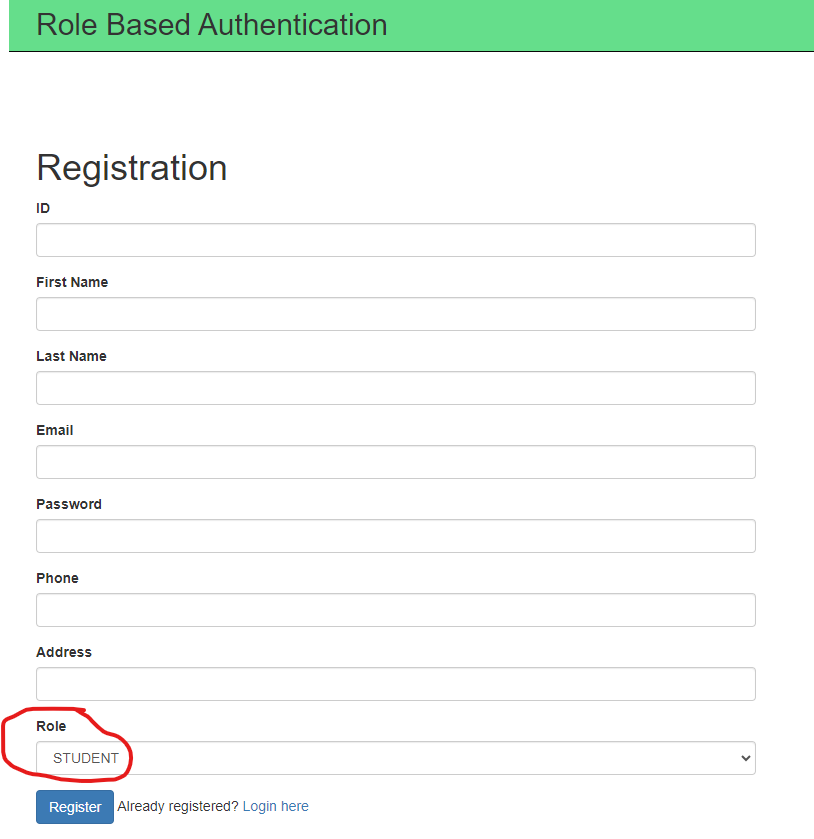 Role Based Authentication
Registration
ID
First Name
Last Name
Email
Password
Phone
Address
Role
STUDENT
Register Already registered? Login here